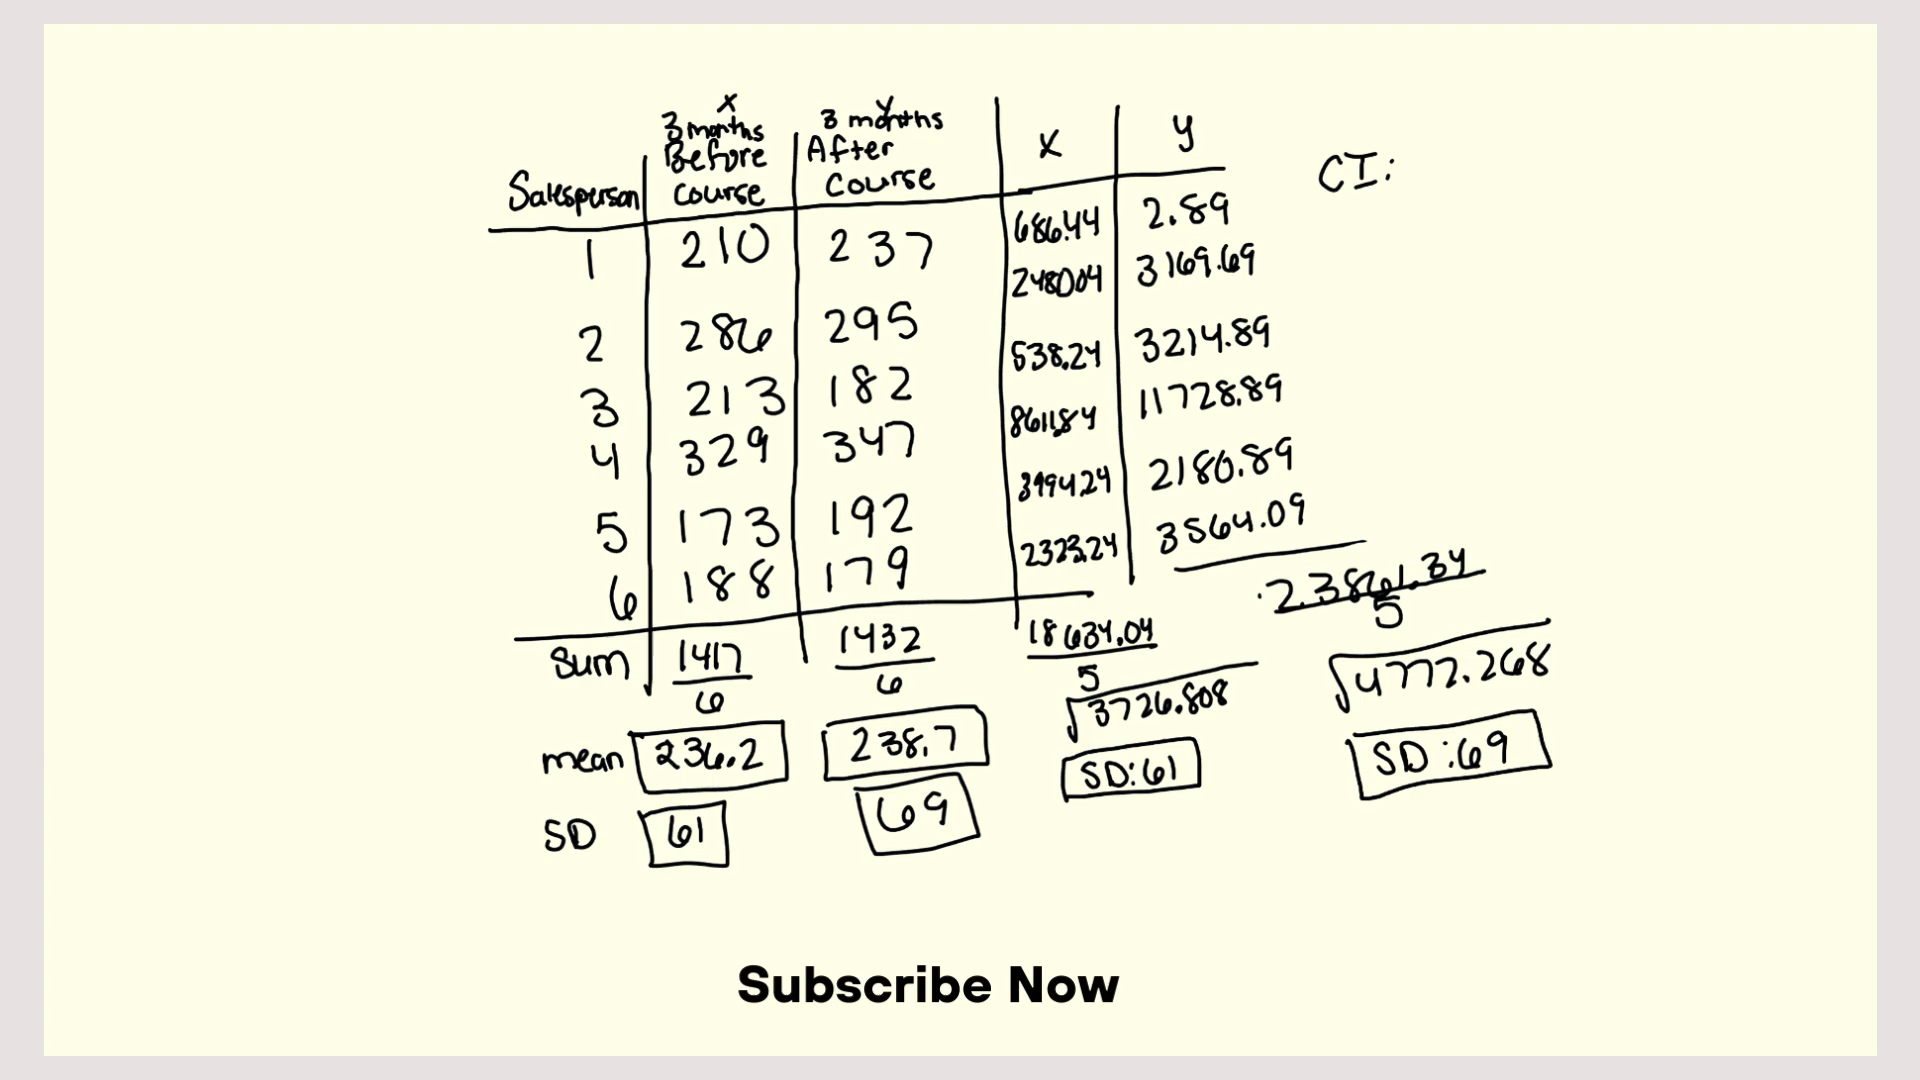 x y
3 months 3 months x y
Before After CI:
Salesperson course Course
1 210 237 686.44 2.89
2 286 295 2480.04 3169.69
3 213 182 538.24 3214.89
4 329 347 8611.84 11728.89
5 173 192 3994.24 2180.89
6 188 179 2323.24 3564.09
Sum 1417 1432 18634.04 2.3861.34
6 6 5 5
√3726.808 √4772.268
mean 236.2 238.7 SD:61 SD:69
SD 61 69
Subscribe Now